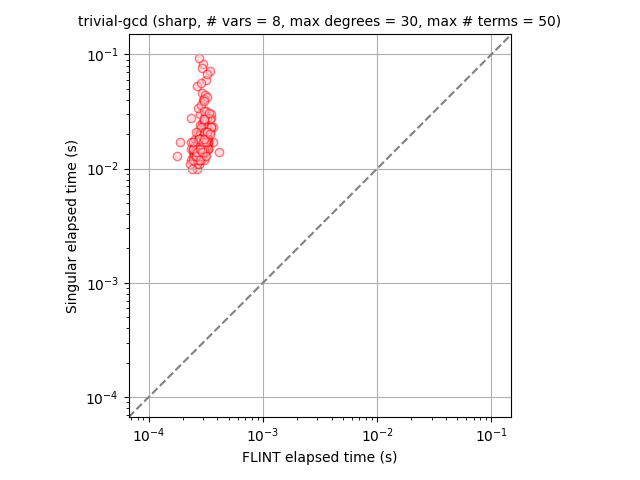 trivial-gcd (sharp, # vars = 8, max degrees = 30, max # terms = 50)
10⁻¹
10⁻²
10⁻³
10⁻⁴
Singular elapsed time (s)
10⁻⁴ 10⁻³ 10⁻² 10⁻¹
FLINT elapsed time (s)